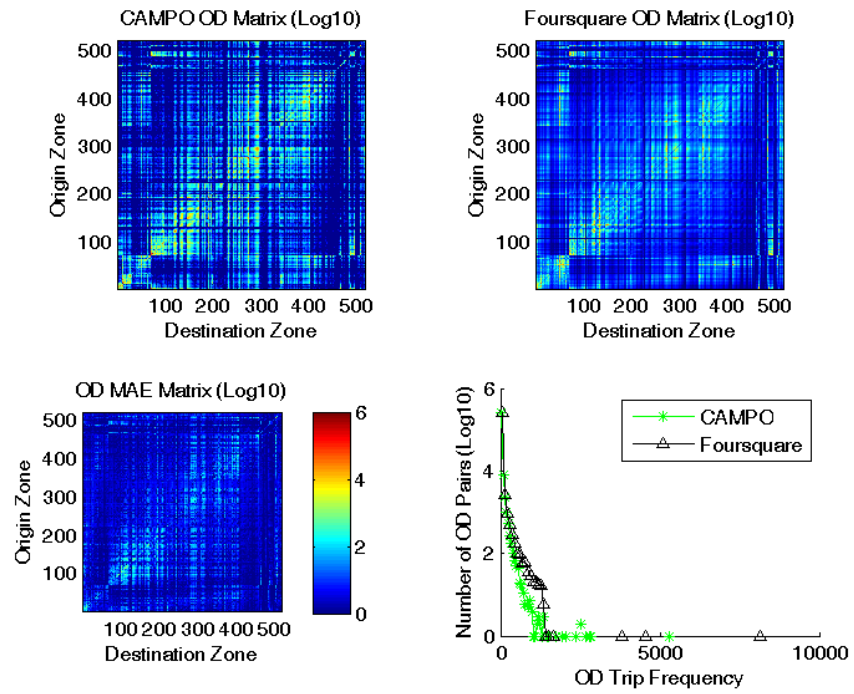 CAMPO OD Matrix (Log10)
500
400
300
200
100
Origin Zone
100 200 300 400 500
Destination Zone
Foursquare OD Matrix (Log10)
500
400
300
200
100
Origin Zone
100 200 300 400 500
Destination Zone
OD MAE Matrix (Log10)
500
400
300
200
100
Origin Zone
100 200 300 400 500
Destination Zone
6
4
2
0
6
4
2
0
Number of OD Pairs (Log10)
CAMPO
Foursquare
0 5000 10000
OD Trip Frequency